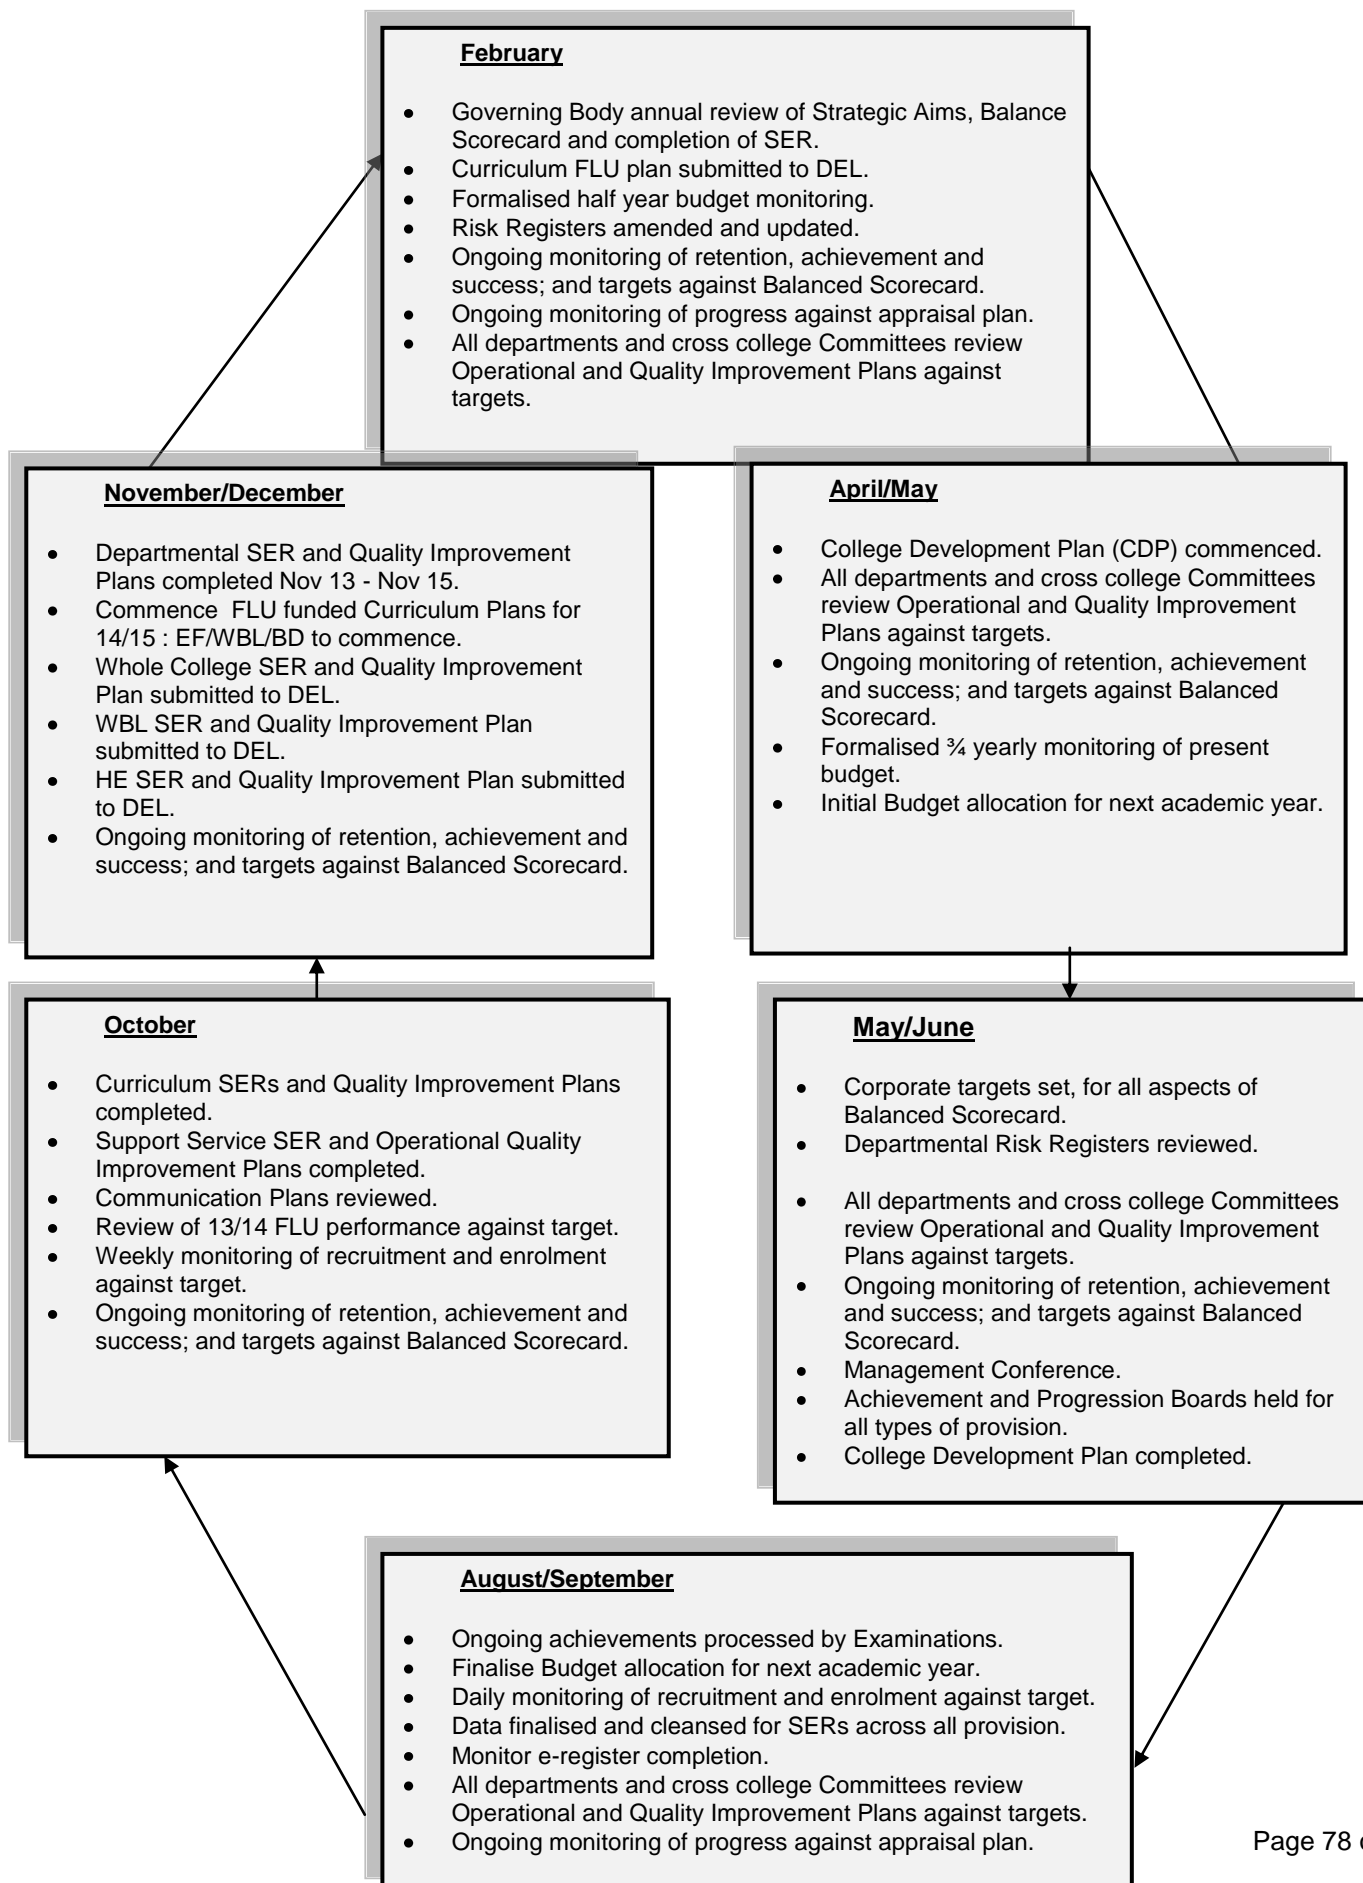 February
• Governing Body annual review of Strategic Aims, Balance
Scorecard and completion of SER.
• Curriculum FLU plan submitted to DEL.
• Formalised half year budget monitoring.
• Risk Registers amended and updated.
• Ongoing monitoring of retention, achievement and
success; and targets against Balanced Scorecard.
• Ongoing monitoring of progress against appraisal plan.
• All departments and cross college Committees review
Operational and Quality Improvement Plans against
targets.
November/December
• Departmental SER and Quality Improvement
Plans completed Nov 13 - Nov 15.
• Commence FLU funded Curriculum Plans for
14/15 : EF/WBL/BD to commence.
• Whole College SER and Quality Improvement
Plan submitted to DEL.
• WBL SER and Quality Improvement Plan
submitted to DEL.
• HE SER and Quality Improvement Plan submitted
to DEL.
• Ongoing monitoring of retention, achievement and
success; and targets against Balanced Scorecard.
April/May
• College Development Plan (CDP) commenced.
• All departments and cross college Committees
review Operational and Quality Improvement
Plans against targets.
• Ongoing monitoring of retention, achievement
and success; and targets against Balanced
Scorecard.
• Formalised ¾ yearly monitoring of present
budget.
• Initial Budget allocation for next academic year.
October
• Curriculum SERs and Quality Improvement Plans
completed.
• Support Service SER and Operational Quality
Improvement Plans completed.
• Communication Plans reviewed.
• Review of 13/14 FLU performance against target.
• Weekly monitoring of recruitment and enrolment
against target.
• Ongoing monitoring of retention, achievement and
success; and targets against Balanced Scorecard.
May/June
• Corporate targets set, for all aspects of
Balanced Scorecard.
• Departmental Risk Registers reviewed.
• All departments and cross college Committees
review Operational and Quality Improvement
Plans against targets.
• Ongoing monitoring of retention, achievement
and success; and targets against Balanced
Scorecard.
• Management Conference.
• Achievement and Progression Boards held for
all types of provision.
• College Development Plan completed.
August/September
• Ongoing achievements processed by Examinations.
• Finalise Budget allocation for next academic year.
• Daily monitoring of recruitment and enrolment against target.
• Data finalised and cleansed for SERs across all provision.
• Monitor e-register completion.
• All departments and cross college Committees review
Operational and Quality Improvement Plans against targets.
• Ongoing monitoring of progress against appraisal plan.
Page 78